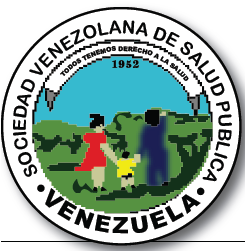 SOCIEDAD VENEZOLANA DE SALUD PUBLICA
TODOS TENEMOS DERECHO A LA SALUD
1952
• VENEZUELA •